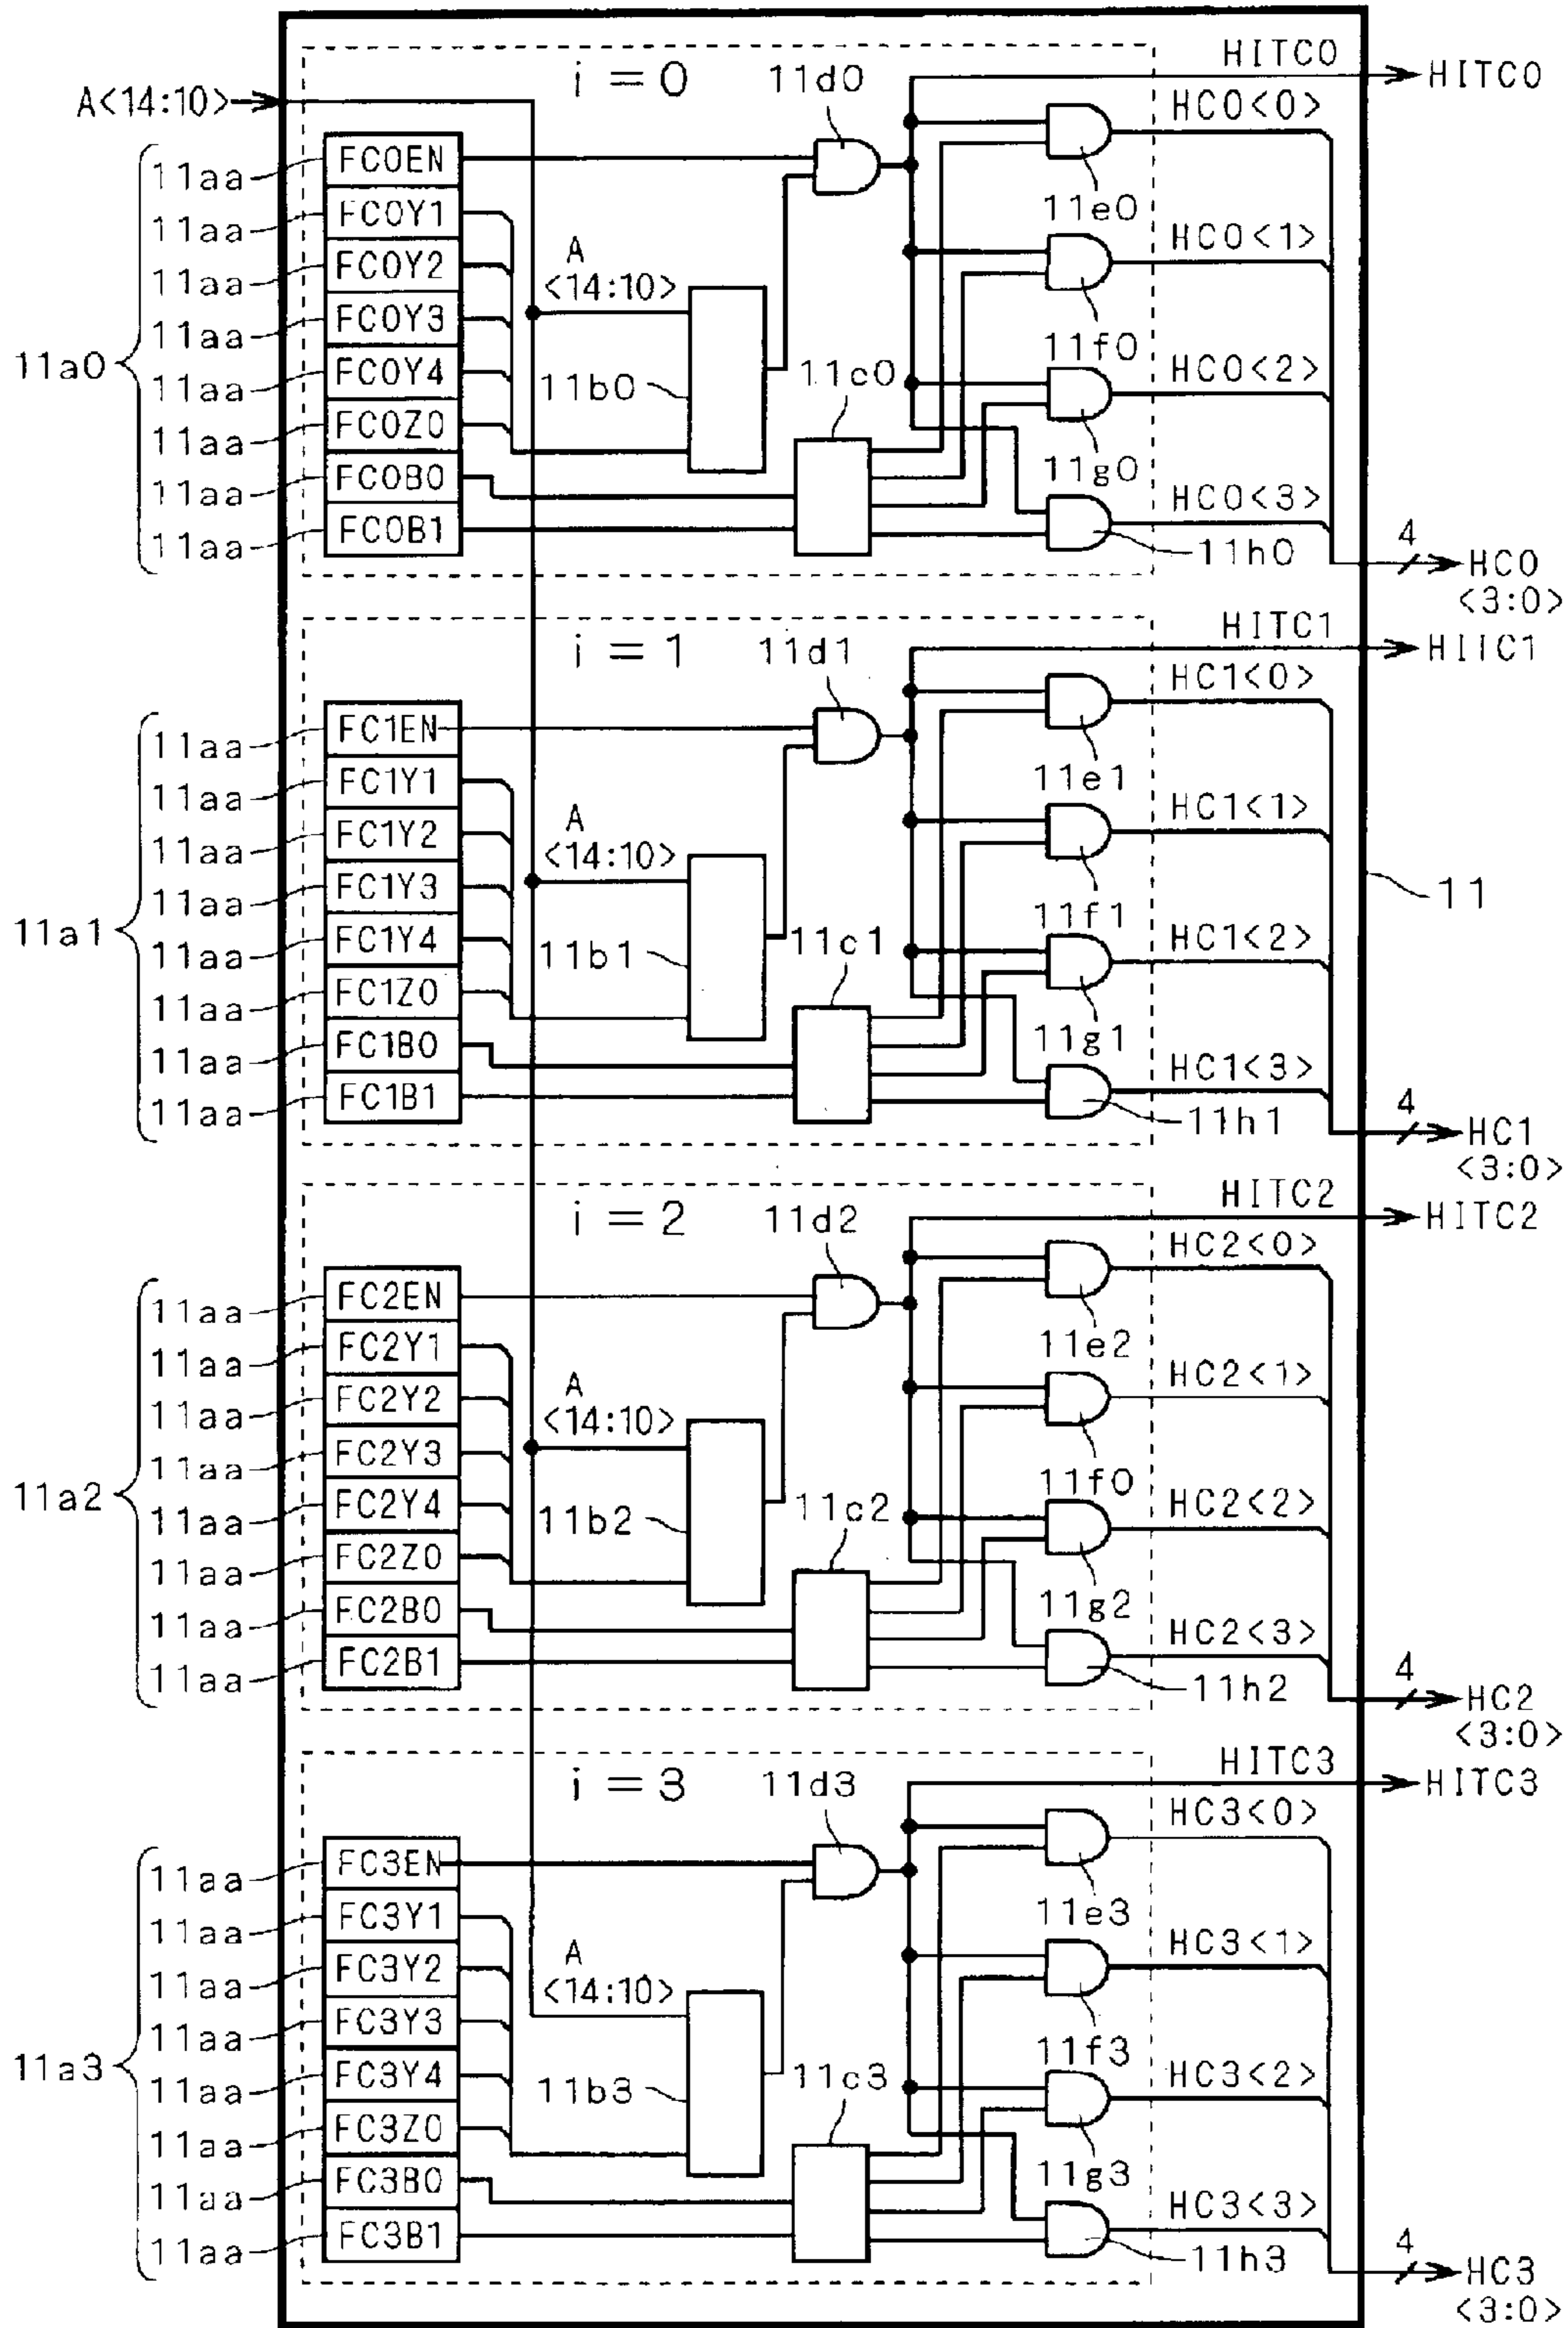 i = 0
11d0
HITC0
HITC0
A<14:10>
HC0<0>
11aa
FC0EN
11aa
FC0Y1
11e0
11aa
FC0Y2
A
<14:10>
HC0<1>
11aa
FC0Y3
11a0
11aa
FC0Y4
11b0
11c0
11f0
HC0<2>
11aa
FC0Z0
11aa
FC0B0
11g0
HC0<3>
11aa
FC0B1
11h0
4
HC0
<3:0>
i = 1
11d1
HITC1
HIIC1
HC1<0>
11aa
FC1EN
11aa
FC1Y1
11e1
11aa
FC1Y2
A
<14:10>
HC1<1>
11aa
FC1Y3
11
11a1
11aa
FC1Y4
11b1
11c1
11f1
HC1<2>
11aa
FC1Z0
11aa
FC1B0
11g1
HC1<3>
11aa
FC1B1
11h1
4
HC1
<3:0>
i = 2
11d2
HITC2
HITC2
HC2<0>
11aa
FC2EN
11aa
FC2Y1
11e2
11aa
FC2Y2
A
<14:10>
HC2<1>
11aa
FC2Y3
11a2
11aa
FC2Y4
11b2
11c2
11f0
HC2<2>
11aa
FC2Z0
11aa
FC2B0
11g2
HC2<3>
11aa
FC2B1
11h2
4
HC2
<3:0>
i = 3
11d3
HITC3
HITC3
HC3<0>
11aa
FC3EN
11aa
FC3Y1
11e3
11aa
FC3Y2
A
<14:10>
HC3<1>
11aa
FC3Y3
11a3
11aa
FC3Y4
11b3
11c3
11f3
HC3<2>
11aa
FC3Z0
11aa
FC3B0
11g3
HC3<3>
11aa
FC3B1
11h3
4
HC3
<3:0>